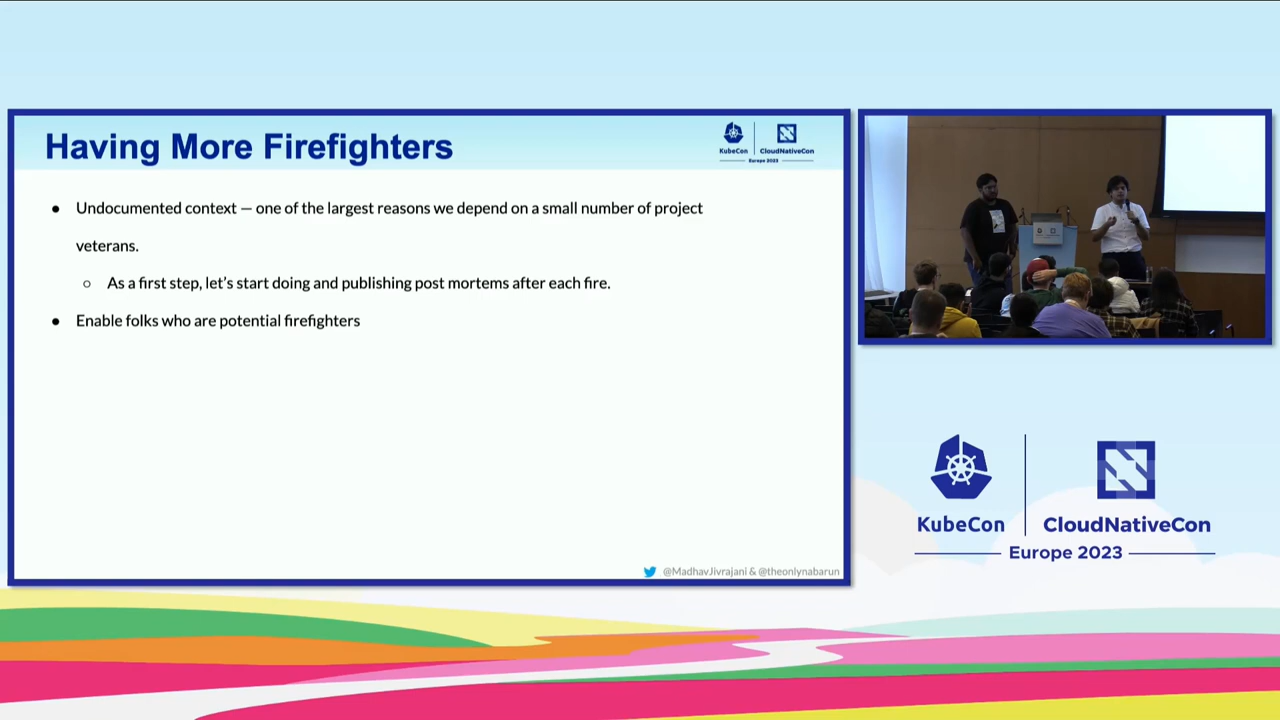 Having More Firefighters
KubeCon
CloudNativeCon
Europe 2023
● Undocumented context — one of the largest reasons we depend on a small number of project
veterans.
○ As a first step, let's start doing and publishing post mortems after each fire.
● Enable folks who are potential firefighters
@MadhavJivrajani & @theonlynabarun
KubeCon
CloudNativeCon
Europe 2023